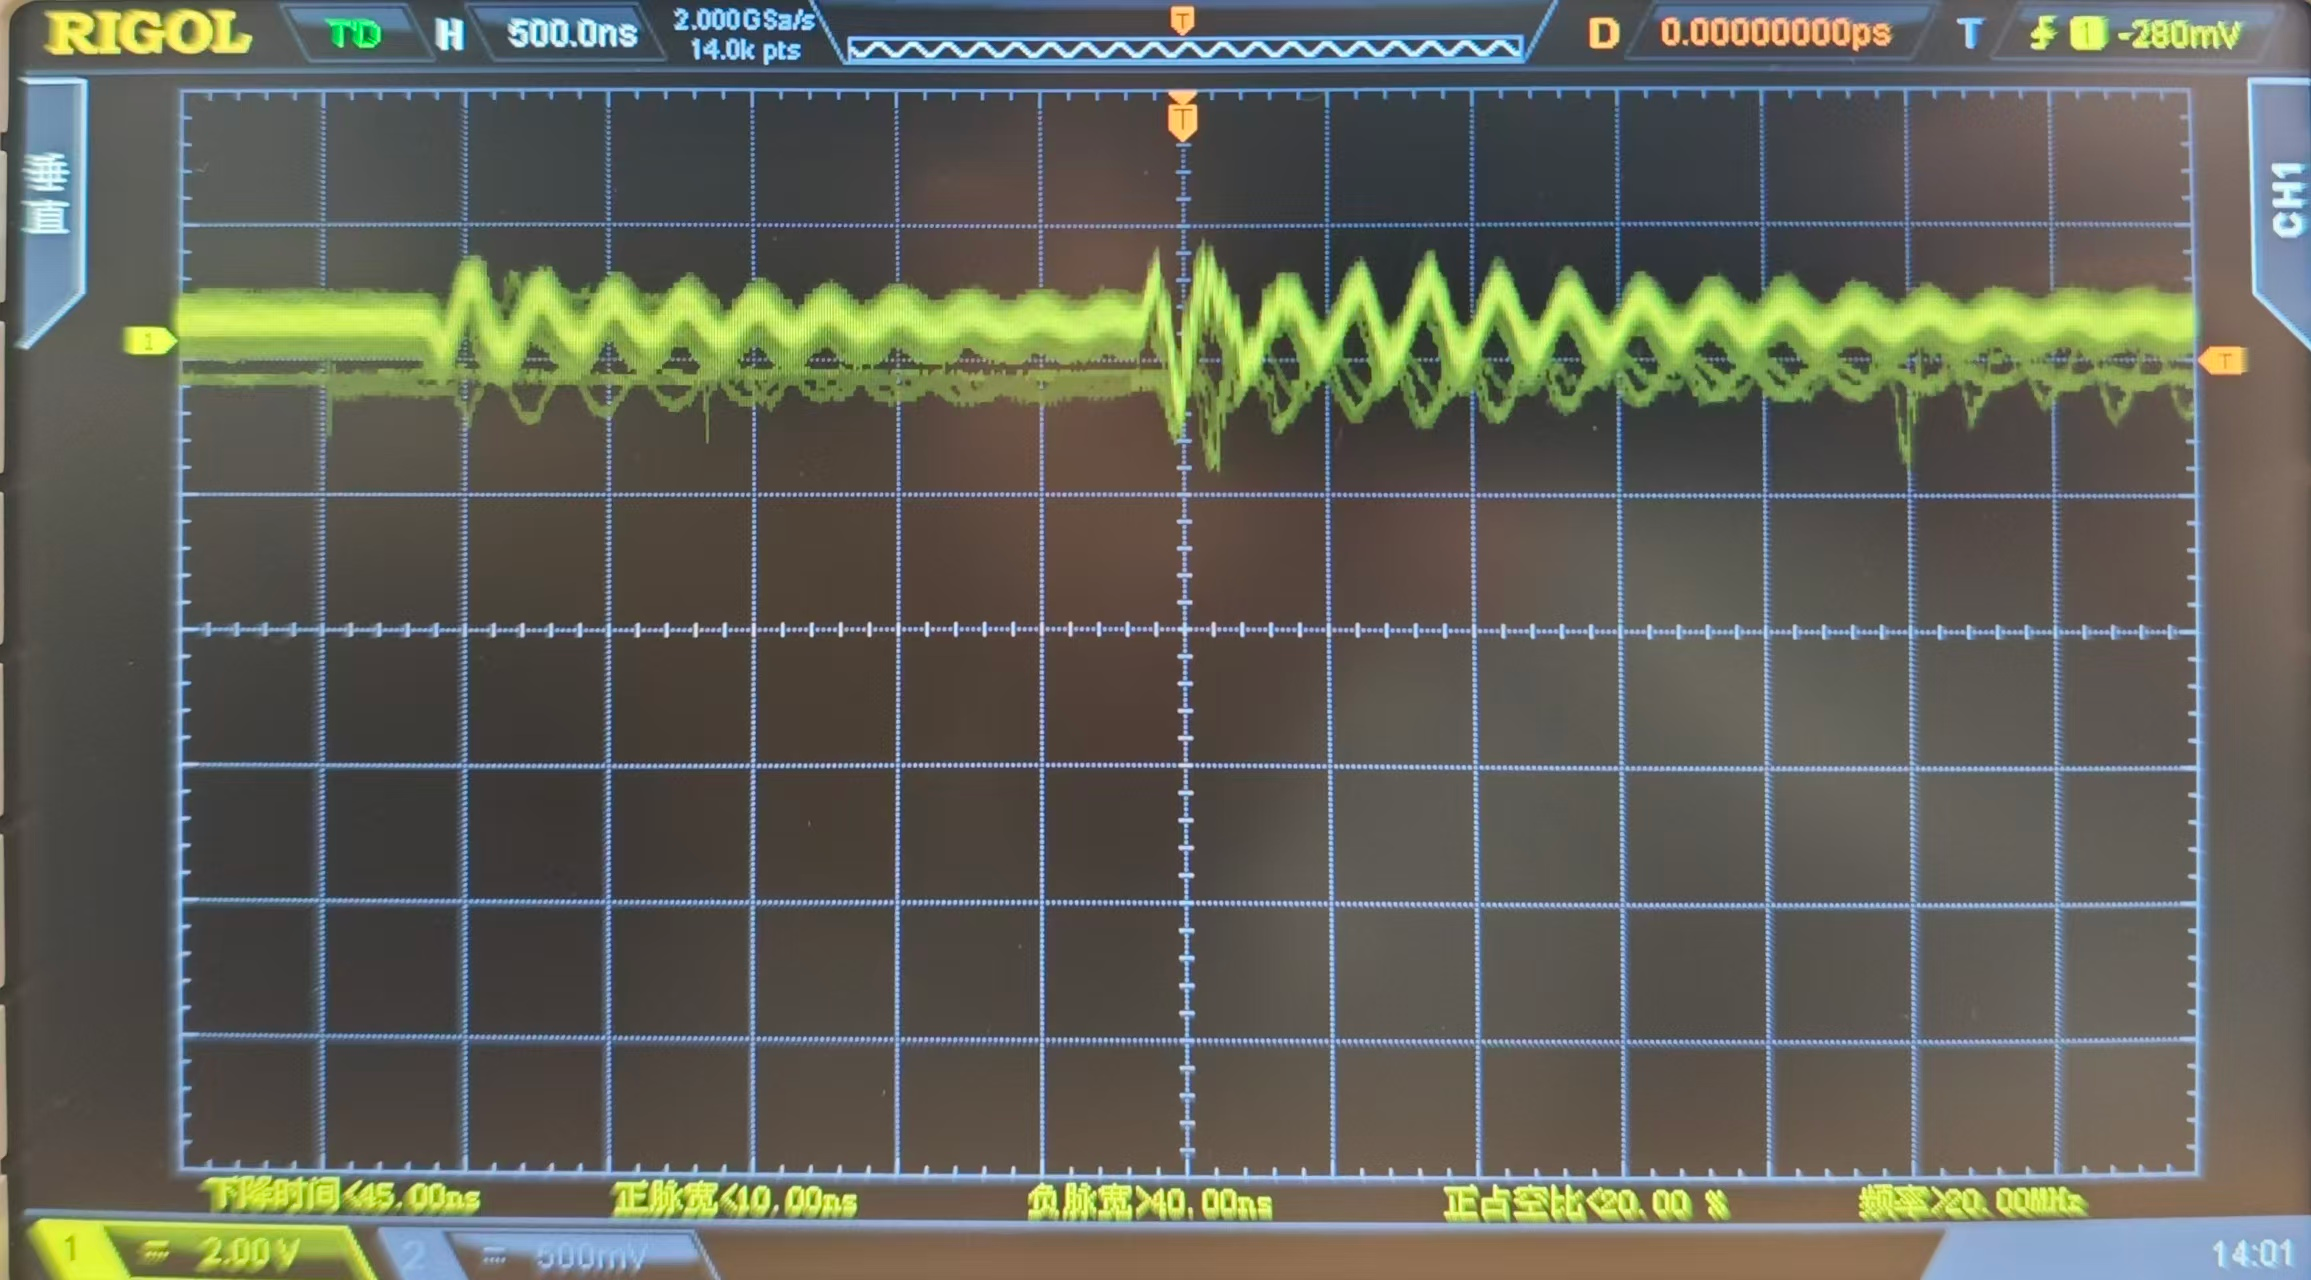 RIGOL T'D H 500.0ns 2.000GSa/s 14.0k pts T D 0.00000000ps T 1 -280mV
垂直
T
CH1
1
T
下降时间<45.00ns 正脉宽<10.00ns 负脉宽>40.00ns 正占空比<20.00 % 频率>20.00MHz
1 2.00V 2 500mV 14:01